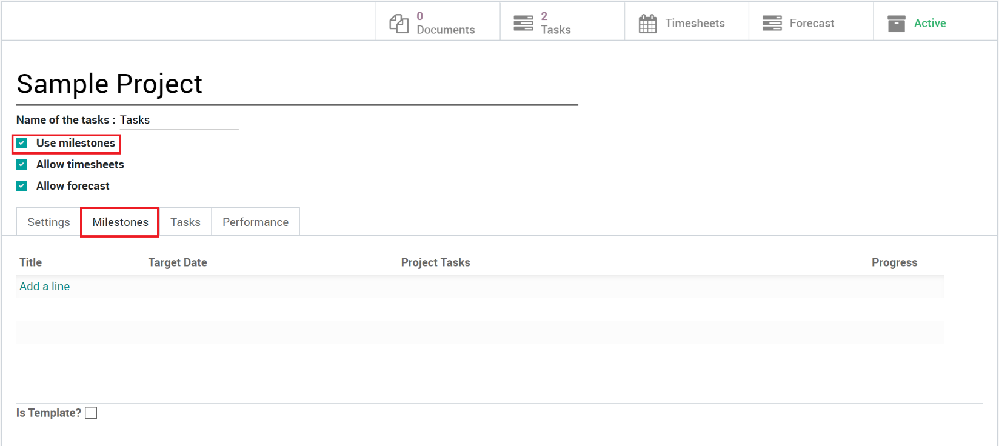 0 Documents
2 Tasks
Timesheets
Forecast
Active
Sample Project
Name of the tasks : Tasks
Use milestones
Allow timesheets
Allow forecast
Settings Milestones Tasks Performance
Title Target Date Project Tasks Progress
Add a line
Is Template?